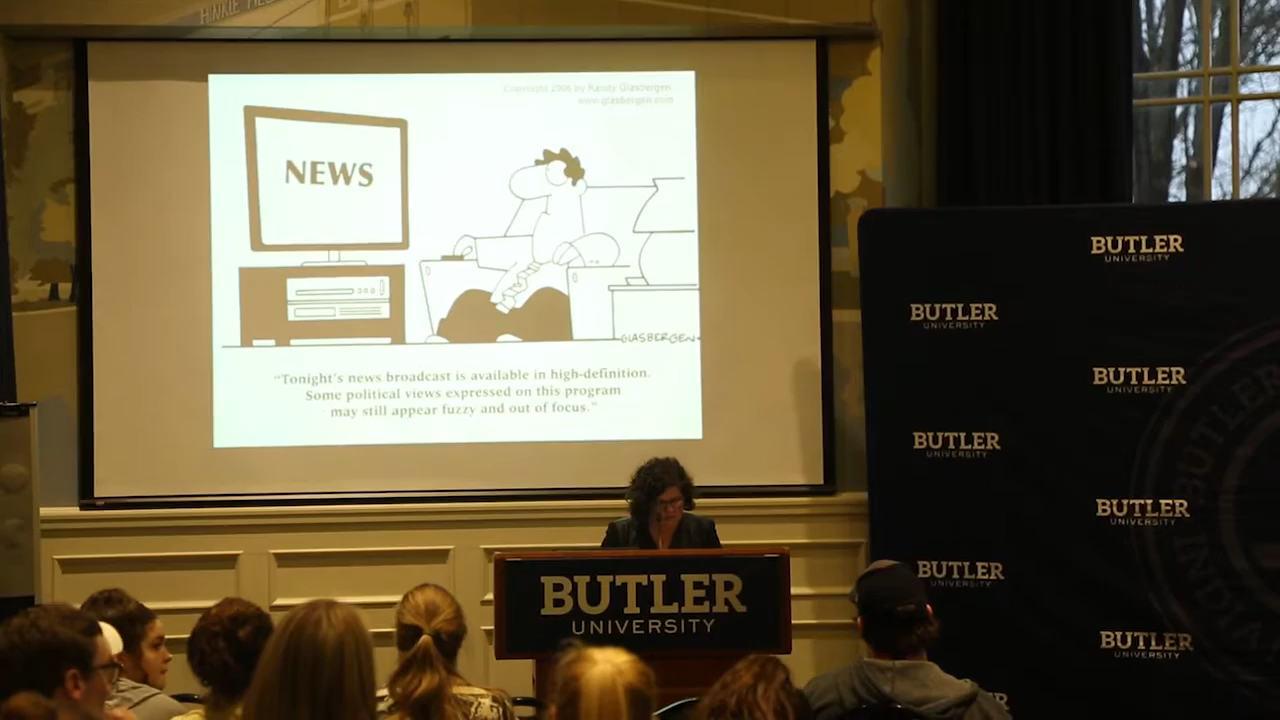 HINKIE
Copyright 2006 by Randy Glasbergen.
www.glasbergen.com
NEWS
GLASBERGEN
“Tonight’s news broadcast is available in high-definition.
Some political views expressed on this program
may still appear fuzzy and out of focus.”
BUTLER
UNIVERSITY
BUTLER
UNIVERSITY
BUTLER
UNIVERSITY
BUTLER
UNIVERSITY
BUTLER
UNIVERSITY
BUTLER
UNIVERSITY
BUTLER
UNIVERSITY
BUTLER
UNIVERSITY